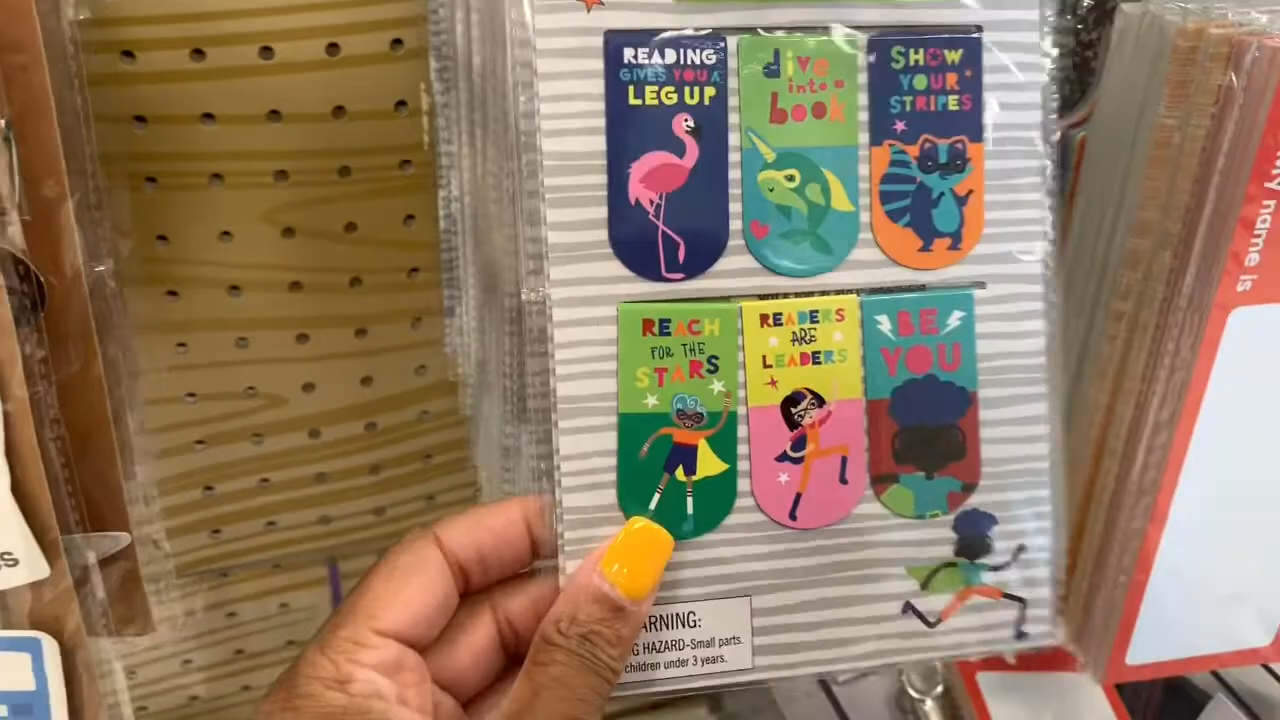 READING
GIVES YOU A
LEG UP
dive
into a
book
SHOW
YOUR
STRIPES
REACH
FOR THE
STARS
READERS
ARE
LEADERS
BE
YOU
ARNING:
G HAZARD-Small parts.
children under 3 years.
name is